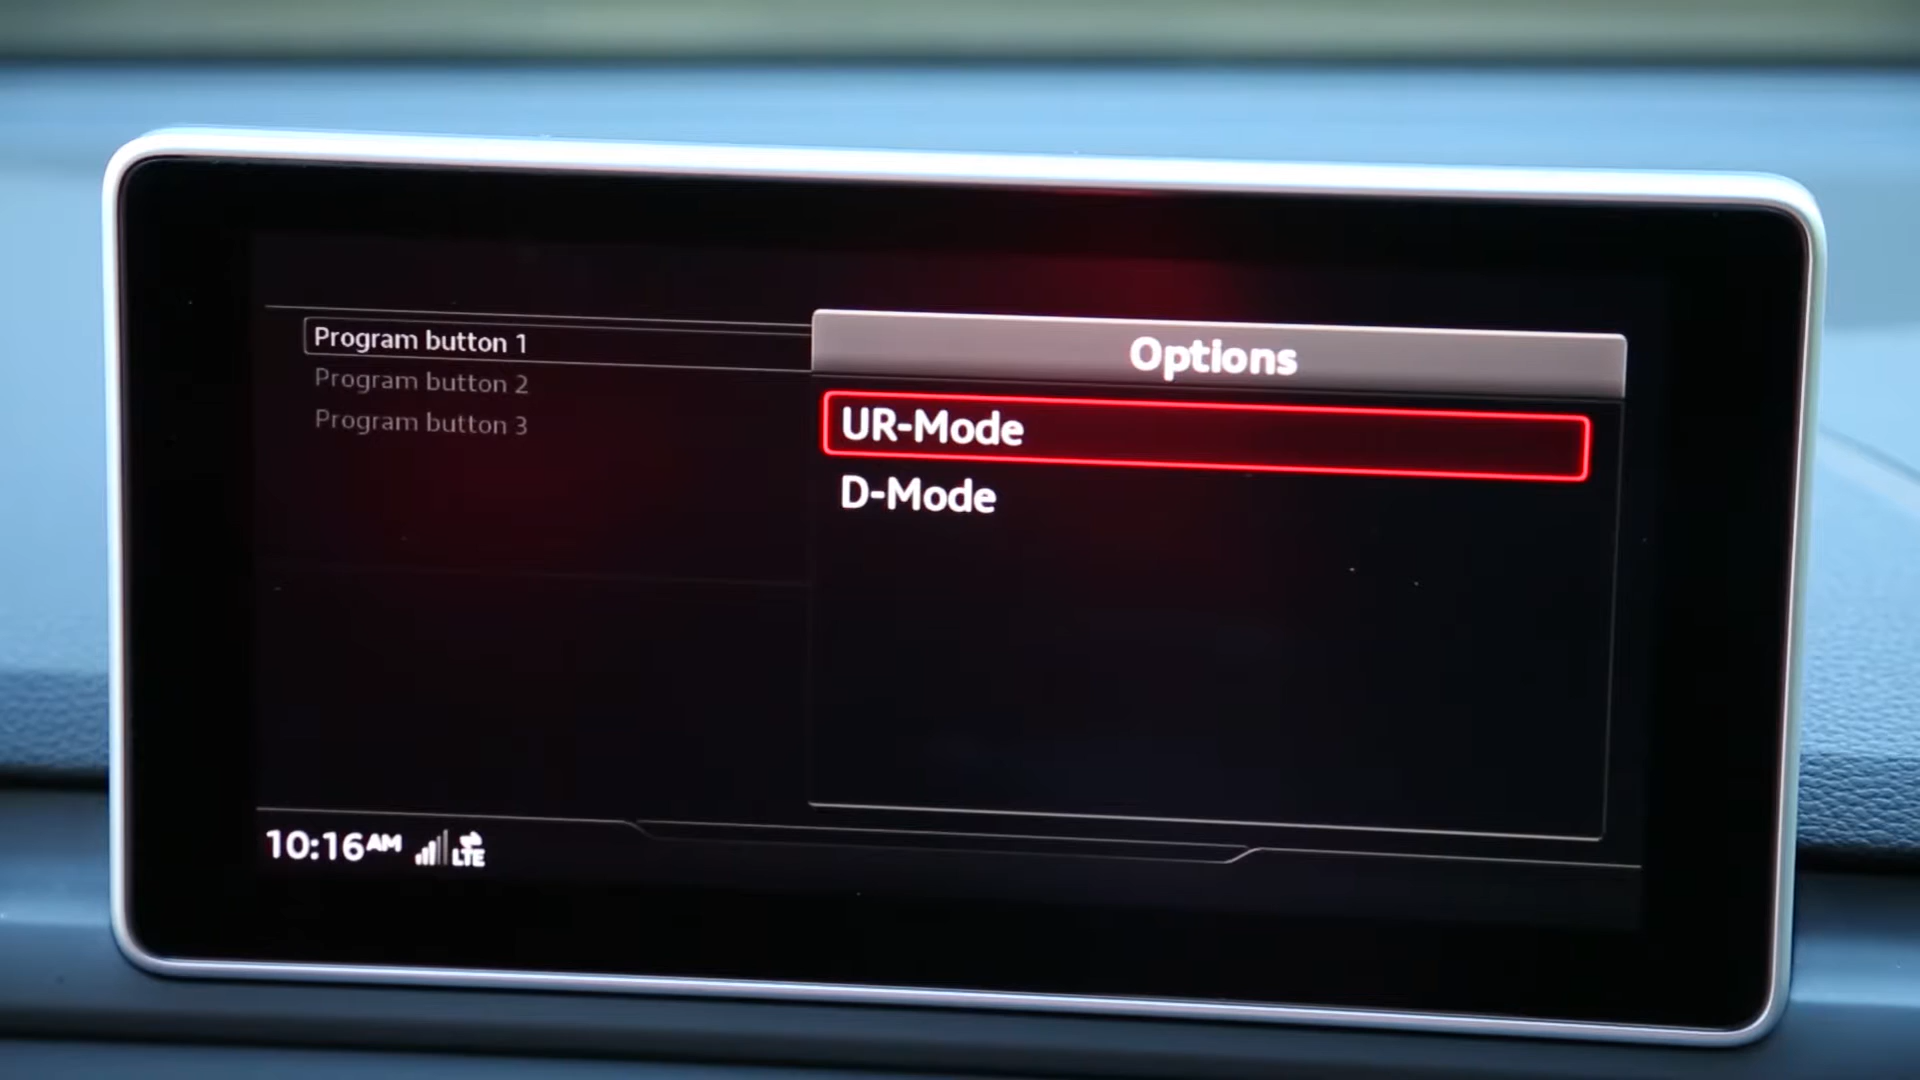 Program button 1
Program button 2
Program button 3
Options
UR-Mode
D-Mode
10:16AM LTE